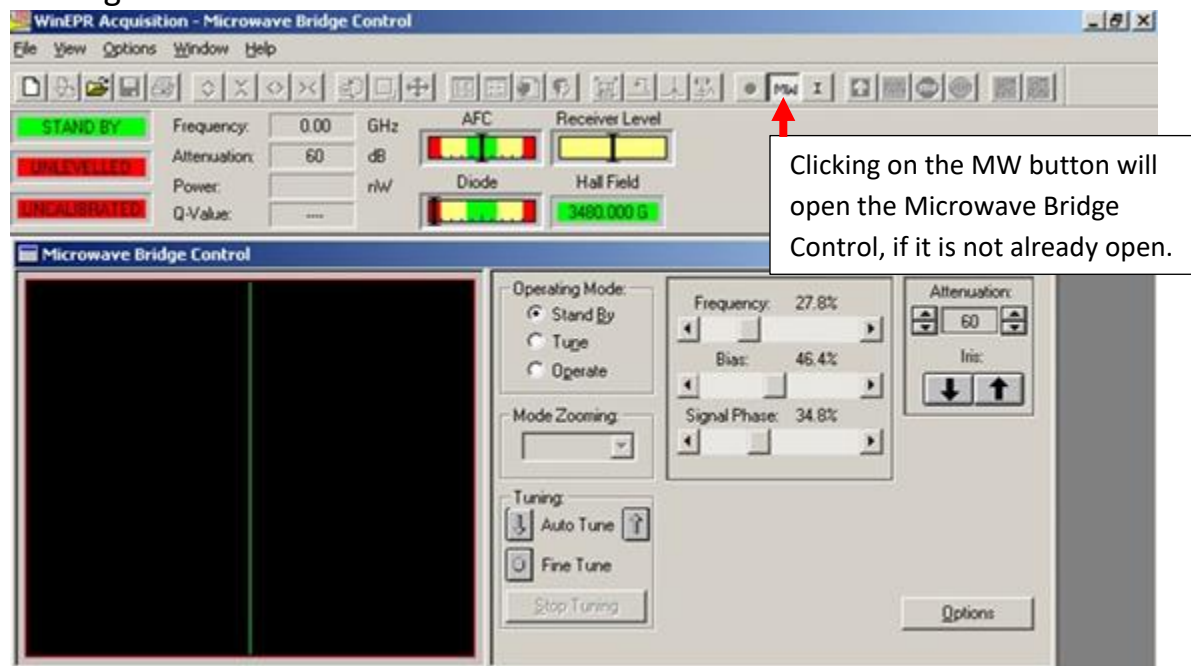 WinEPR Acquisition - Microwave Bridge Control
File View Options Window Help
MW I
STAND BY Frequency: 0.00 GHz AFC Receiver Level
UNLEVELLED Attenuation: 60 dB
Power: Diode Hall Field
UNCALIBRATED Q-Value: ---- 3480.000 G
Clicking on the MW button will
open the Microwave Bridge
Control, if it is not already open.
Microwave Bridge Control
Operating Mode:
Stand By
Tune
Operate
Mode Zooming:
Tuning:
Auto Tune
Fine Tune
Stop Tuning
Frequency: 27.8%
Bias: 46.4%
Signal Phase: 34.8%
Attenuation:
60
Iris:
Options